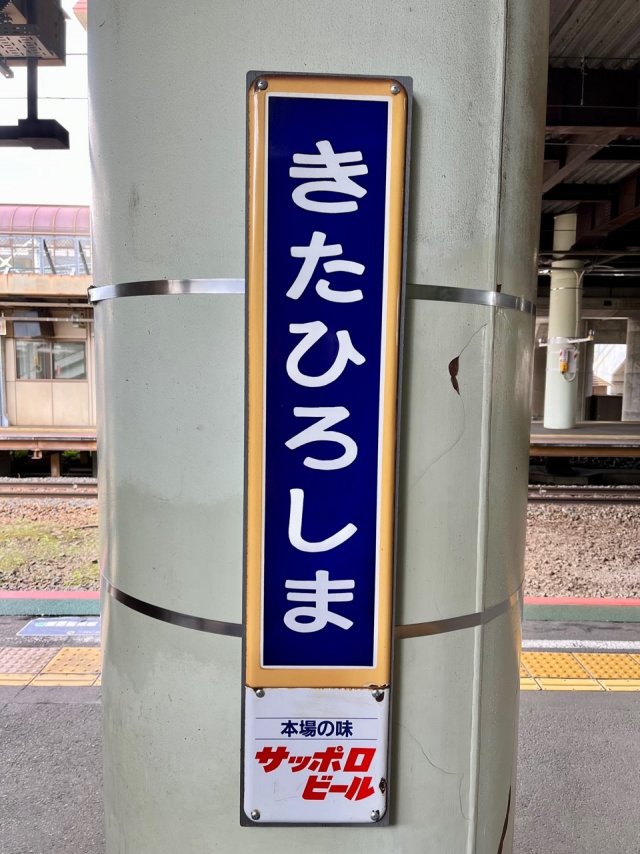 きたひろしま
本場の味
サッポロ
ビール